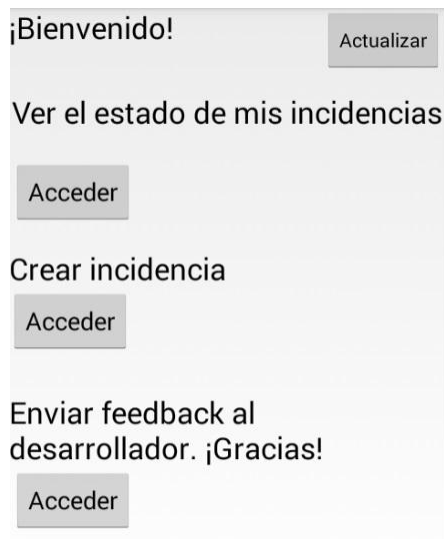 ¡Bienvenido!
Actualizar
Ver el estado de mis incidencias
Acceder
Crear incidencia
Acceder
Enviar feedback al
desarrollador. ¡Gracias!
Acceder